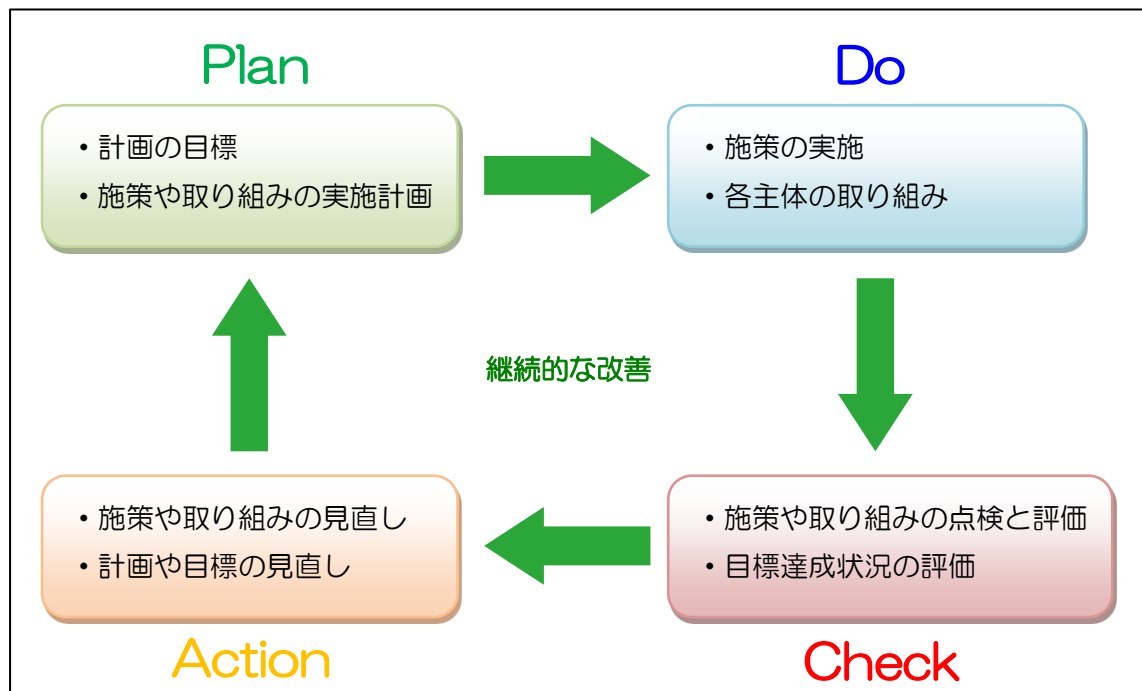 Plan
・計画の目標
・施策や取り組みの実施計画
Do
・施策の実施
・各主体の取り組み
継続的な改善
・施策や取り組みの見直し
・計画や目標の見直し
Action
・施策や取り組みの点検と評価
・目標達成状況の評価
Check